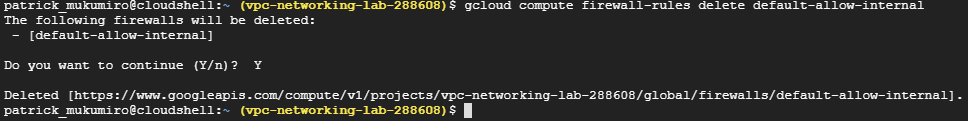 patrick_mukumiro@cloudshell:~ (vpc-networking-lab-288608)$ gcloud compute firewall-rules delete default-allow-internal
The following firewalls will be deleted:
 - [default-allow-internal]
Do you want to continue (Y/n)?  Y
Deleted [https://www.googleapis.com/compute/v1/projects/vpc-networking-lab-288608/global/firewalls/default-allow-internal].
patrick_mukumiro@cloudshell:~ (vpc-networking-lab-288608)$